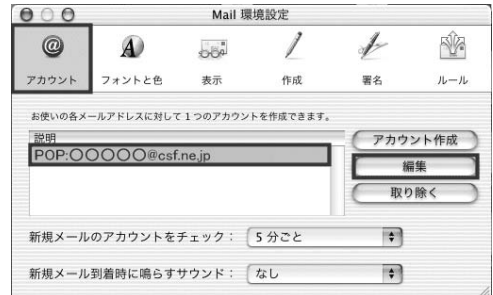 Mail 環境設定
アカウント フォントと色 表示 作成 署名 ルール
お使いの各メールアドレスに対して 1 つのアカウントを作成できます。
説明
POP:○○○○○@csf.ne.jp
アカウント作成
編集
取り除く
新規メールのアカウントをチェック： 5 分ごと
新規メール到着時に鳴らすサウンド： なし